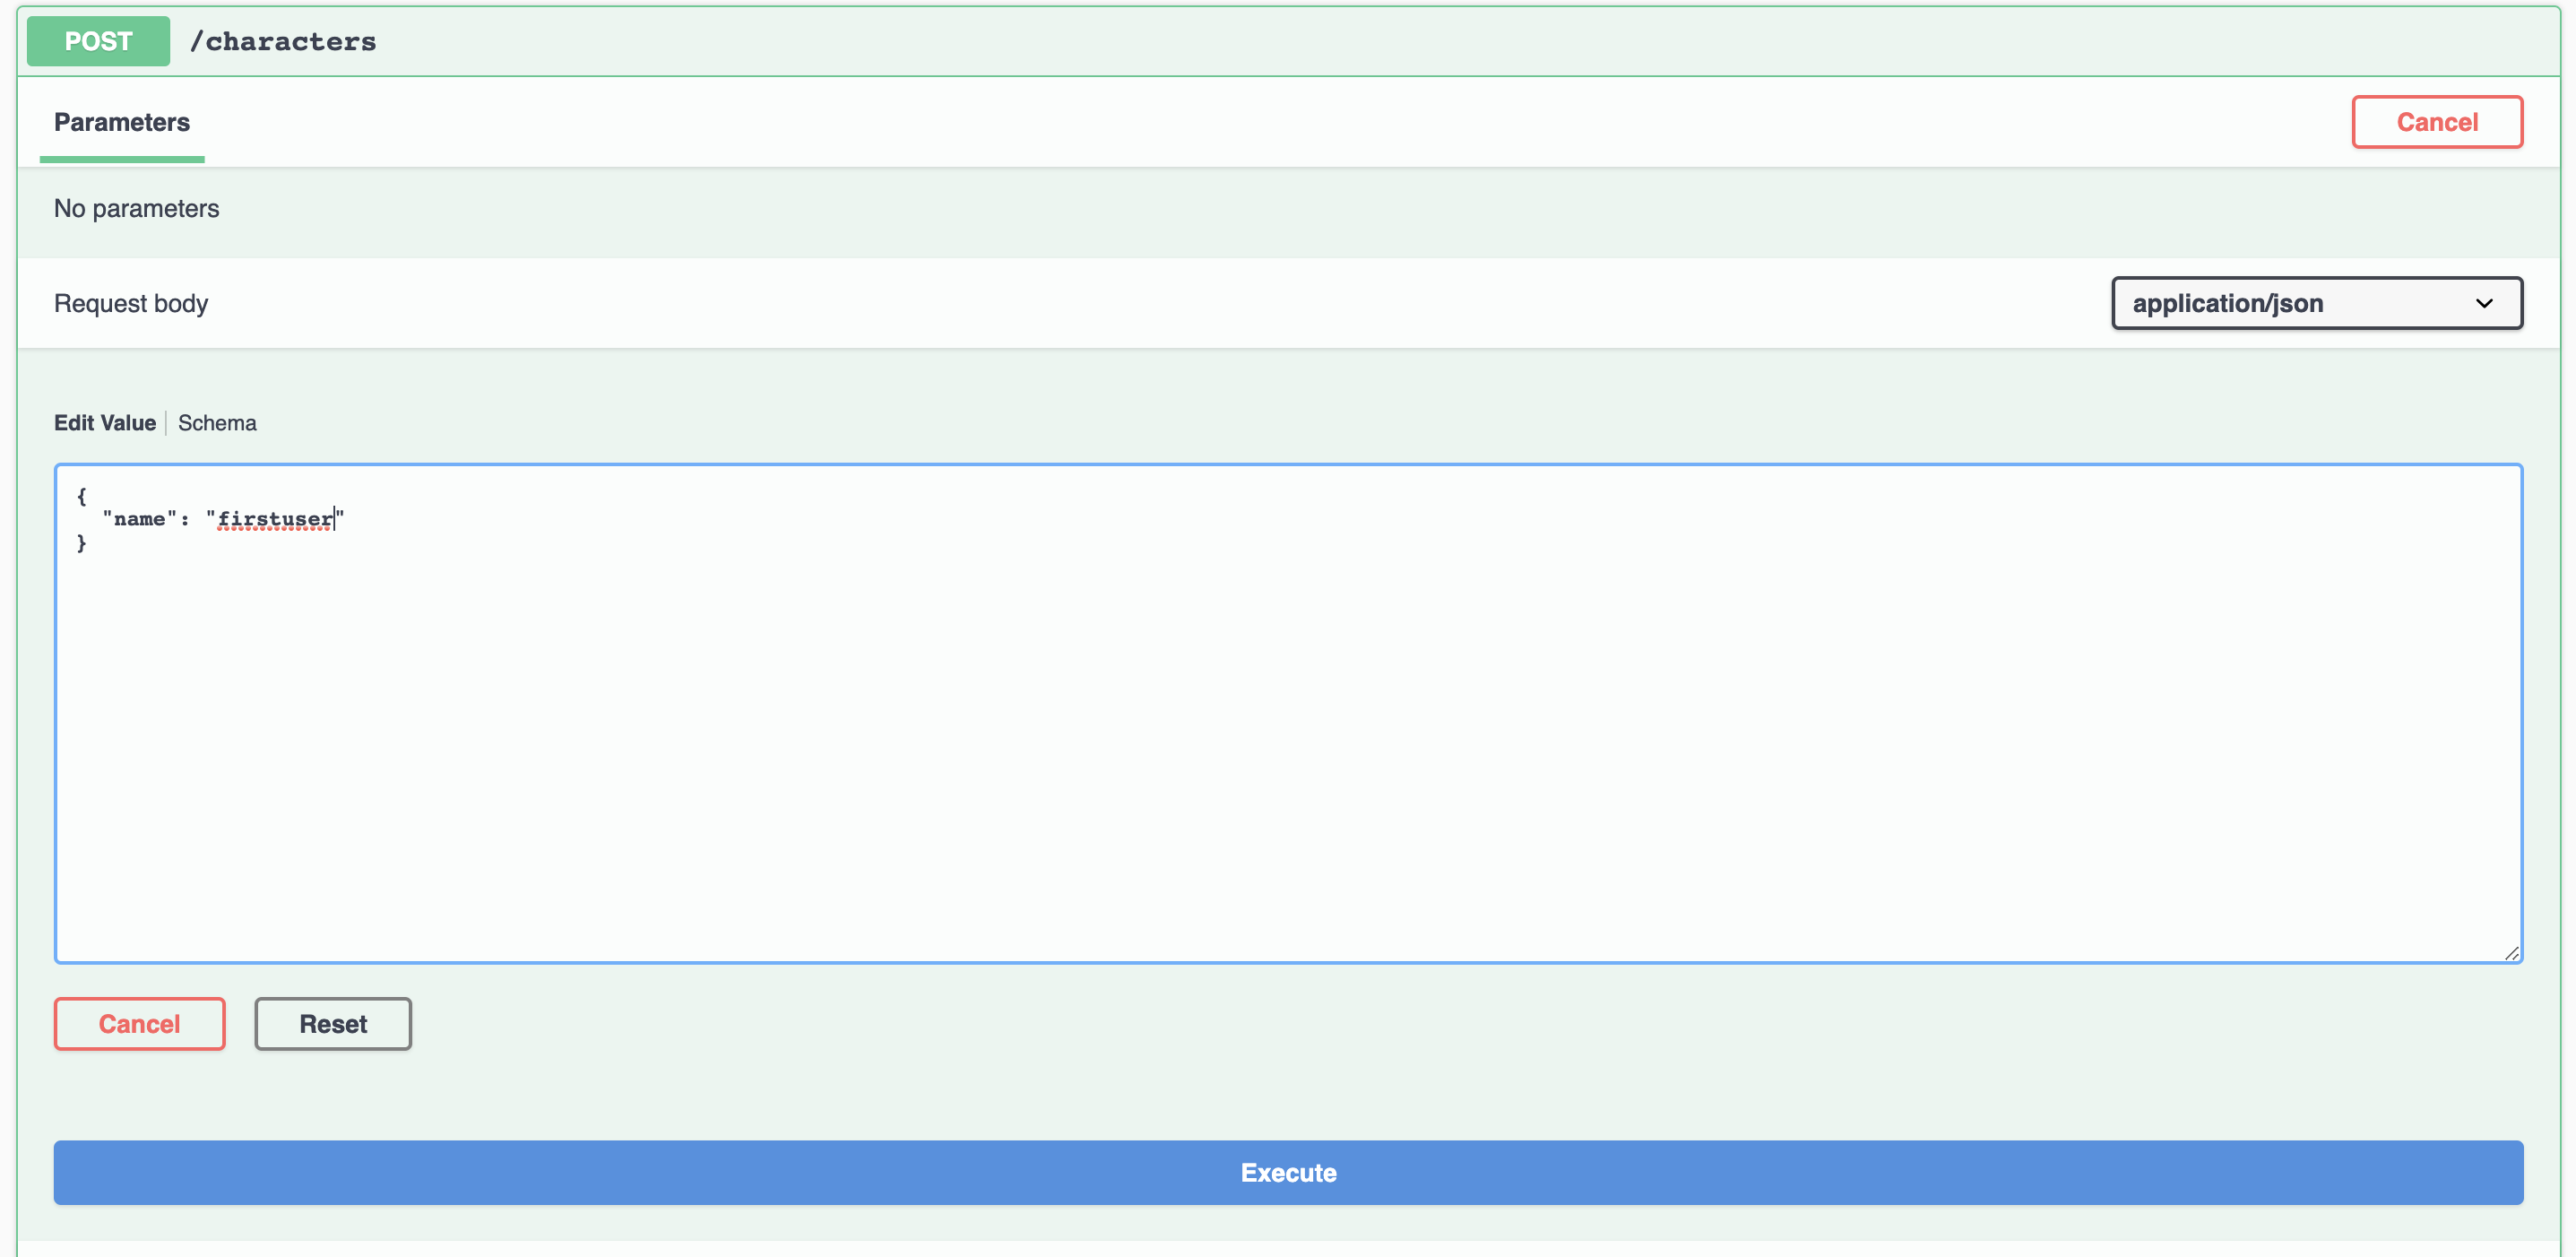 POST /characters
Parameters
Cancel
No parameters
Request body
application/json
Edit Value | Schema
{
  "name": "firstuser"
}
Cancel
Reset
Execute